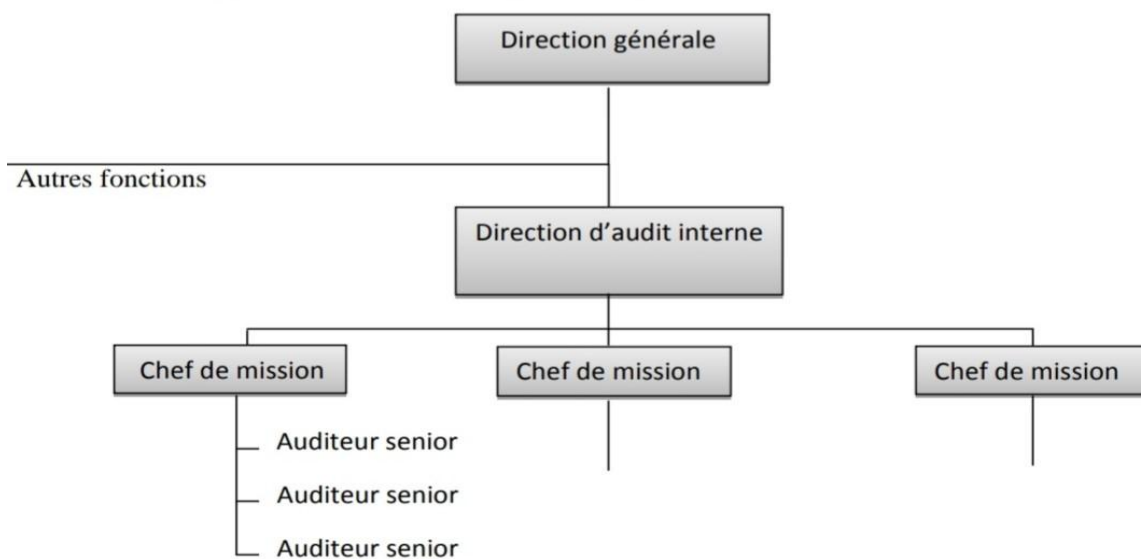 Direction générale
Autres fonctions
Direction d'audit interne
Chef de mission
Chef de mission
Chef de mission
Auditeur senior
Auditeur senior
Auditeur senior